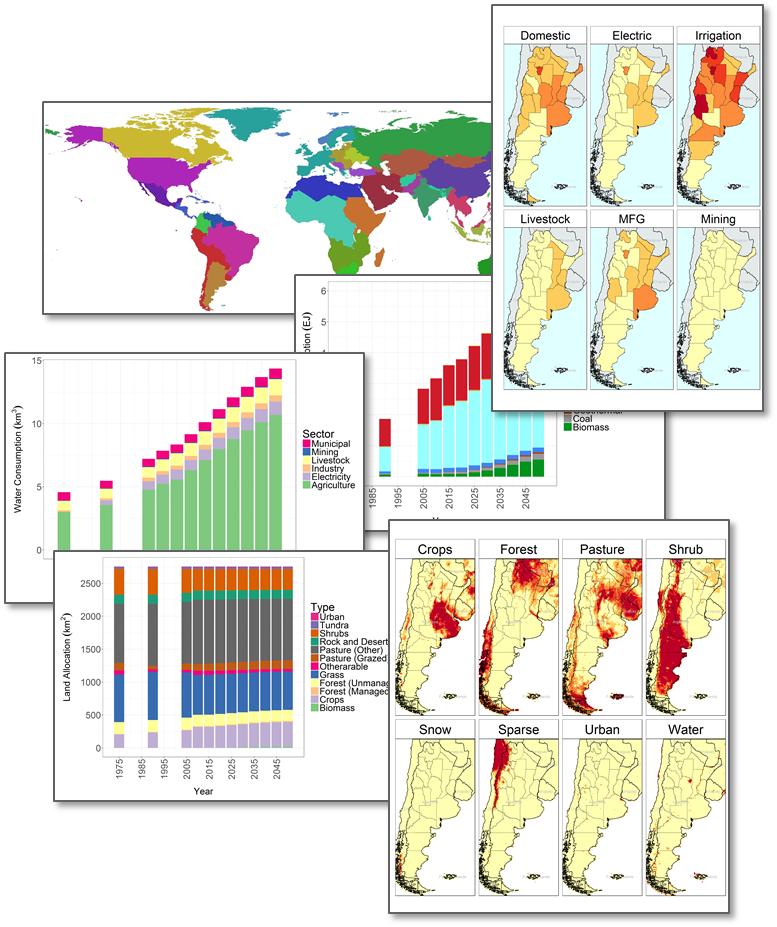 Domestic
Electric
Irrigation
Livestock
MFG
Mining
ption (EJ)
6
5
1985
1995
2005
2015
2025
2035
2045
Geothermal
Coal
Biomass
Water Consumption (km³)
15
10
5
0
Sector
Municipal
Mining
Livestock
Industry
Electricity
Agriculture
Land Allocation (km²)
2500
2000
1500
1000
500
0
1975
1985
1995
2005
2015
2025
2035
2045
Year
Type
Urban
Tundra
Shrubs
Rock and Desert
Pasture (Other)
Pasture (Grazed
Otherarable
Grass
Forest (Unmanag
Forest (Managed
Crops
Biomass
Crops
Forest
Pasture
Shrub
Snow
Sparse
Urban
Water